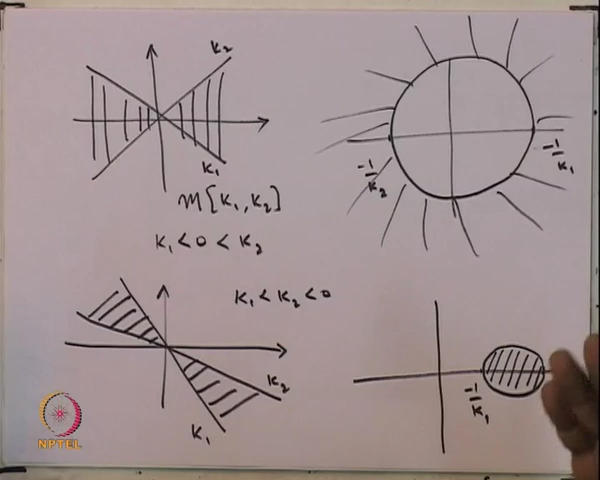 K2
K1
M[K1, K2]
K1 < 0 < K2
-1/K2
-1/K1
K1 < K2 < 0
K2
K1
-1/K1
NPTEL